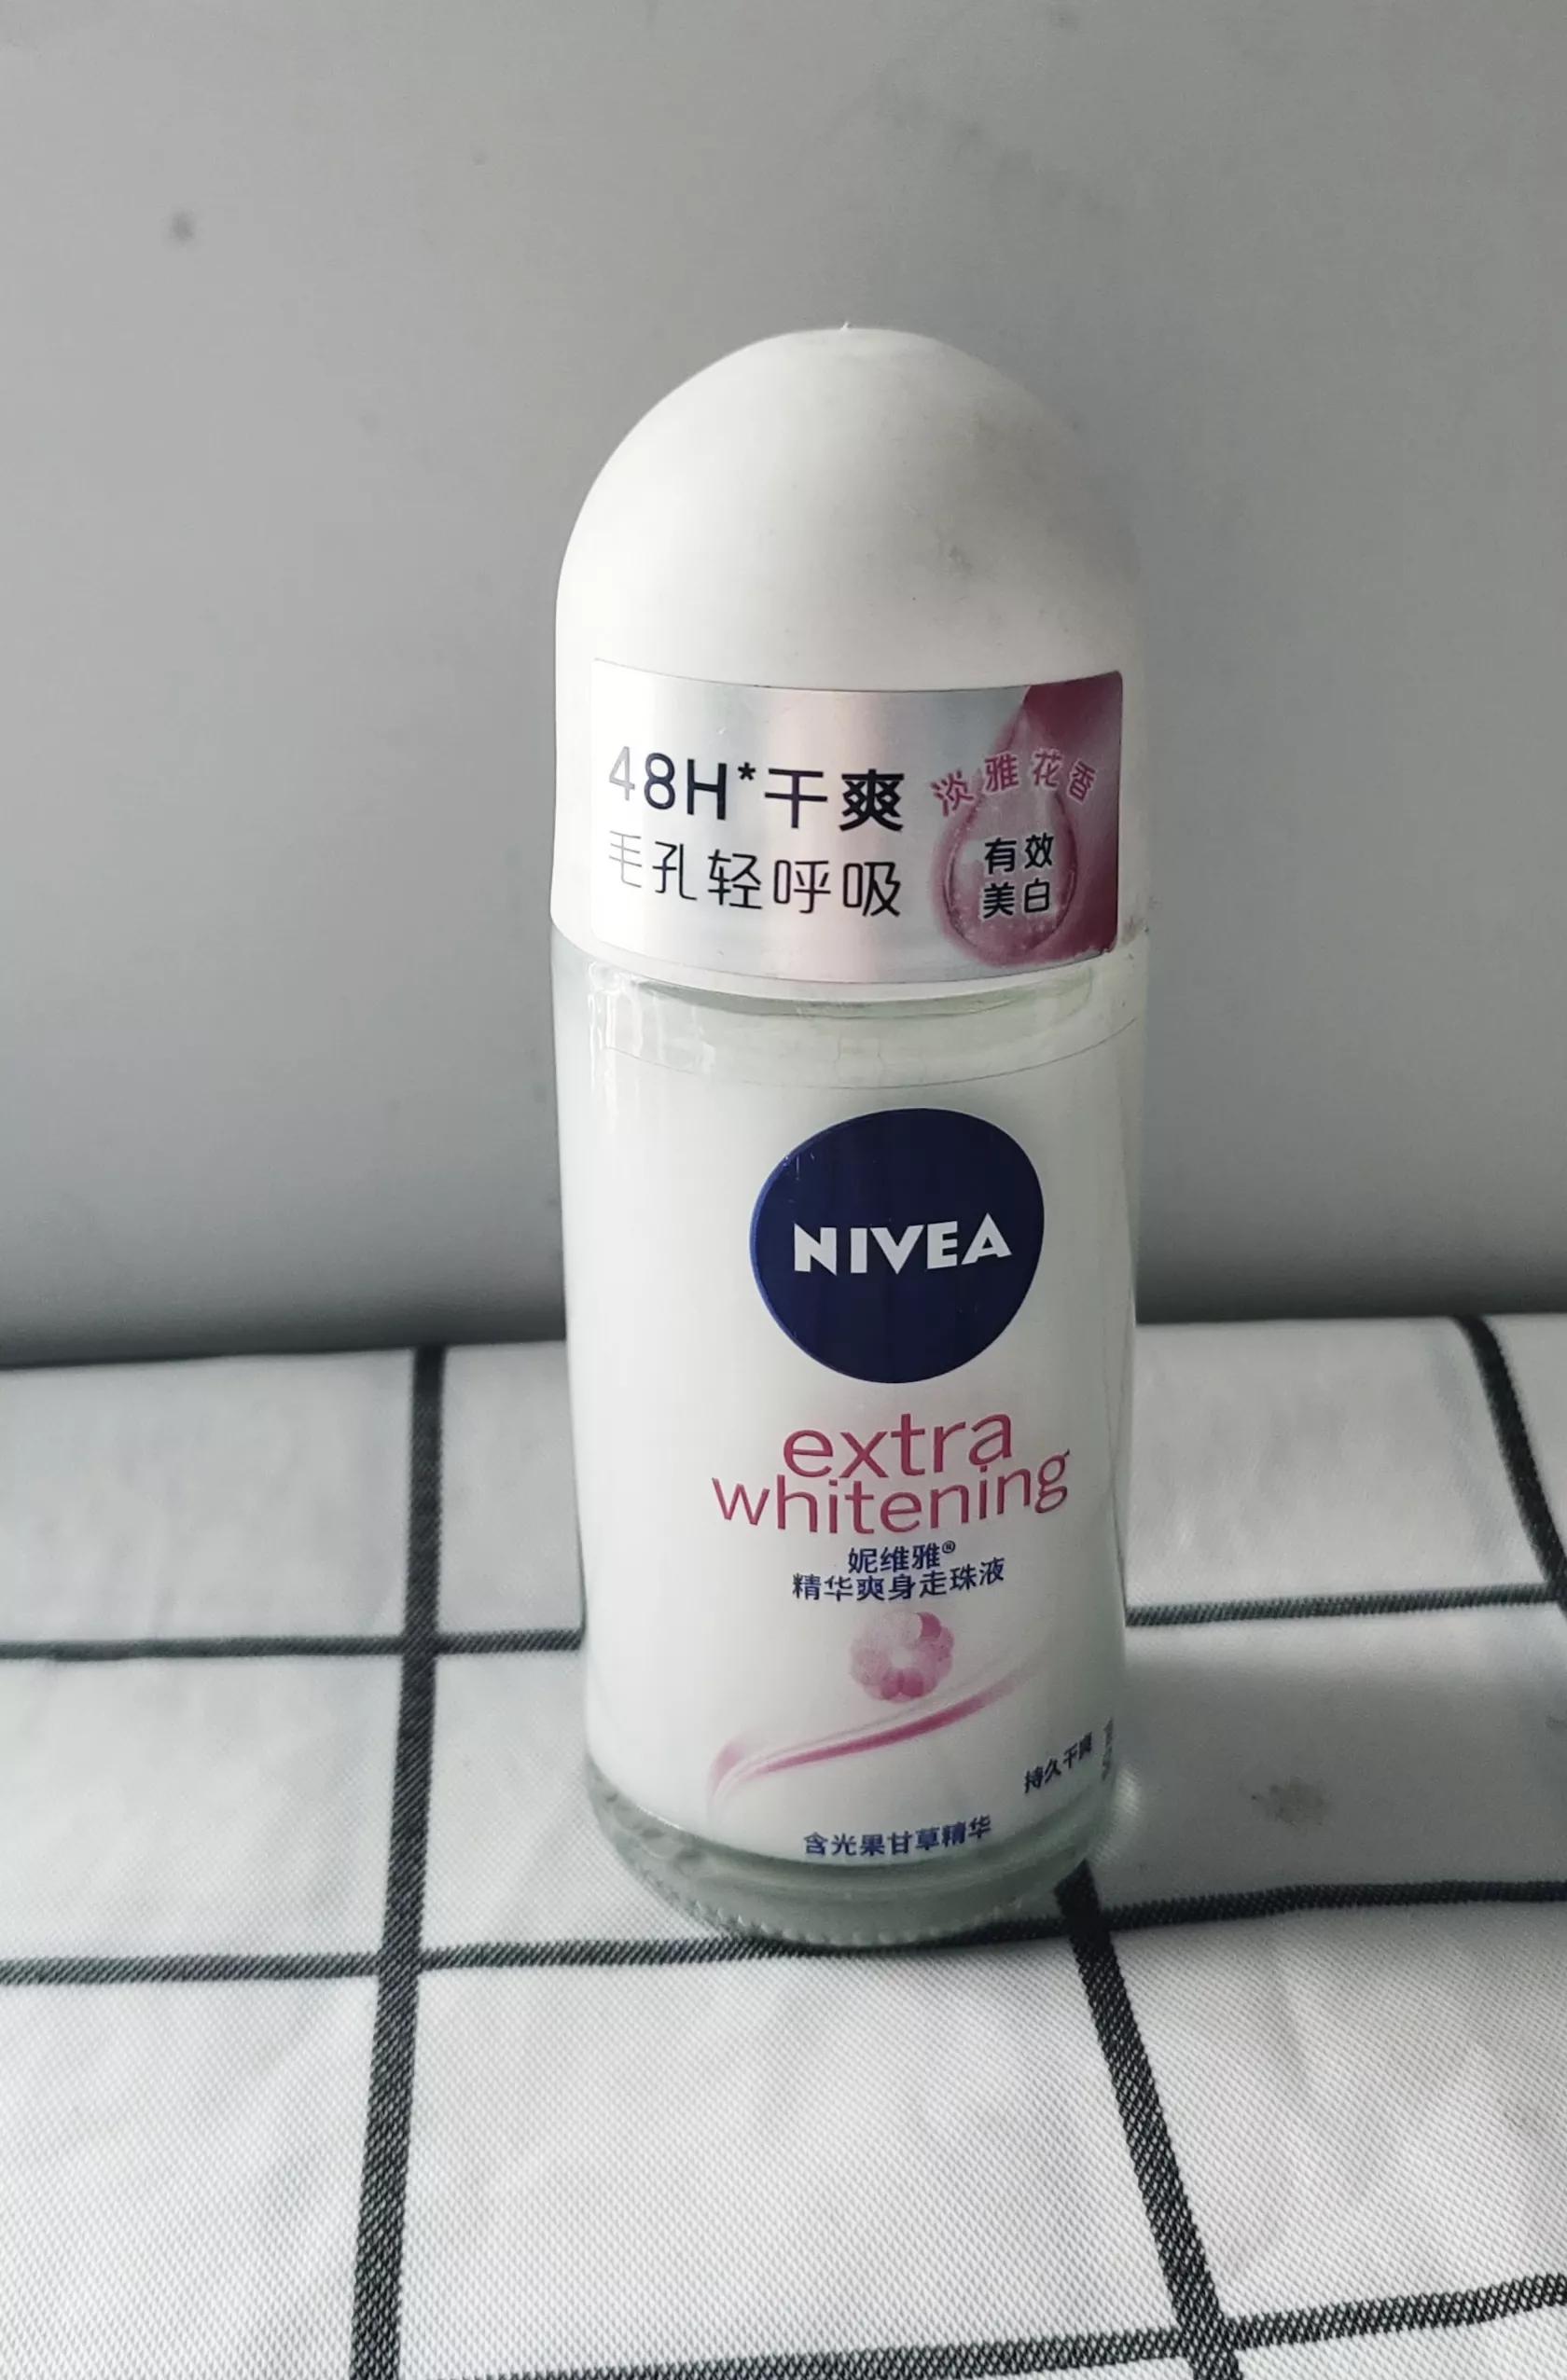 48H*干爽
毛孔轻呼吸
淡雅花香
有效
美白
NIVEA
extra
whitening
妮维雅®
精华爽身走珠液
持久干爽
含光果甘草精华